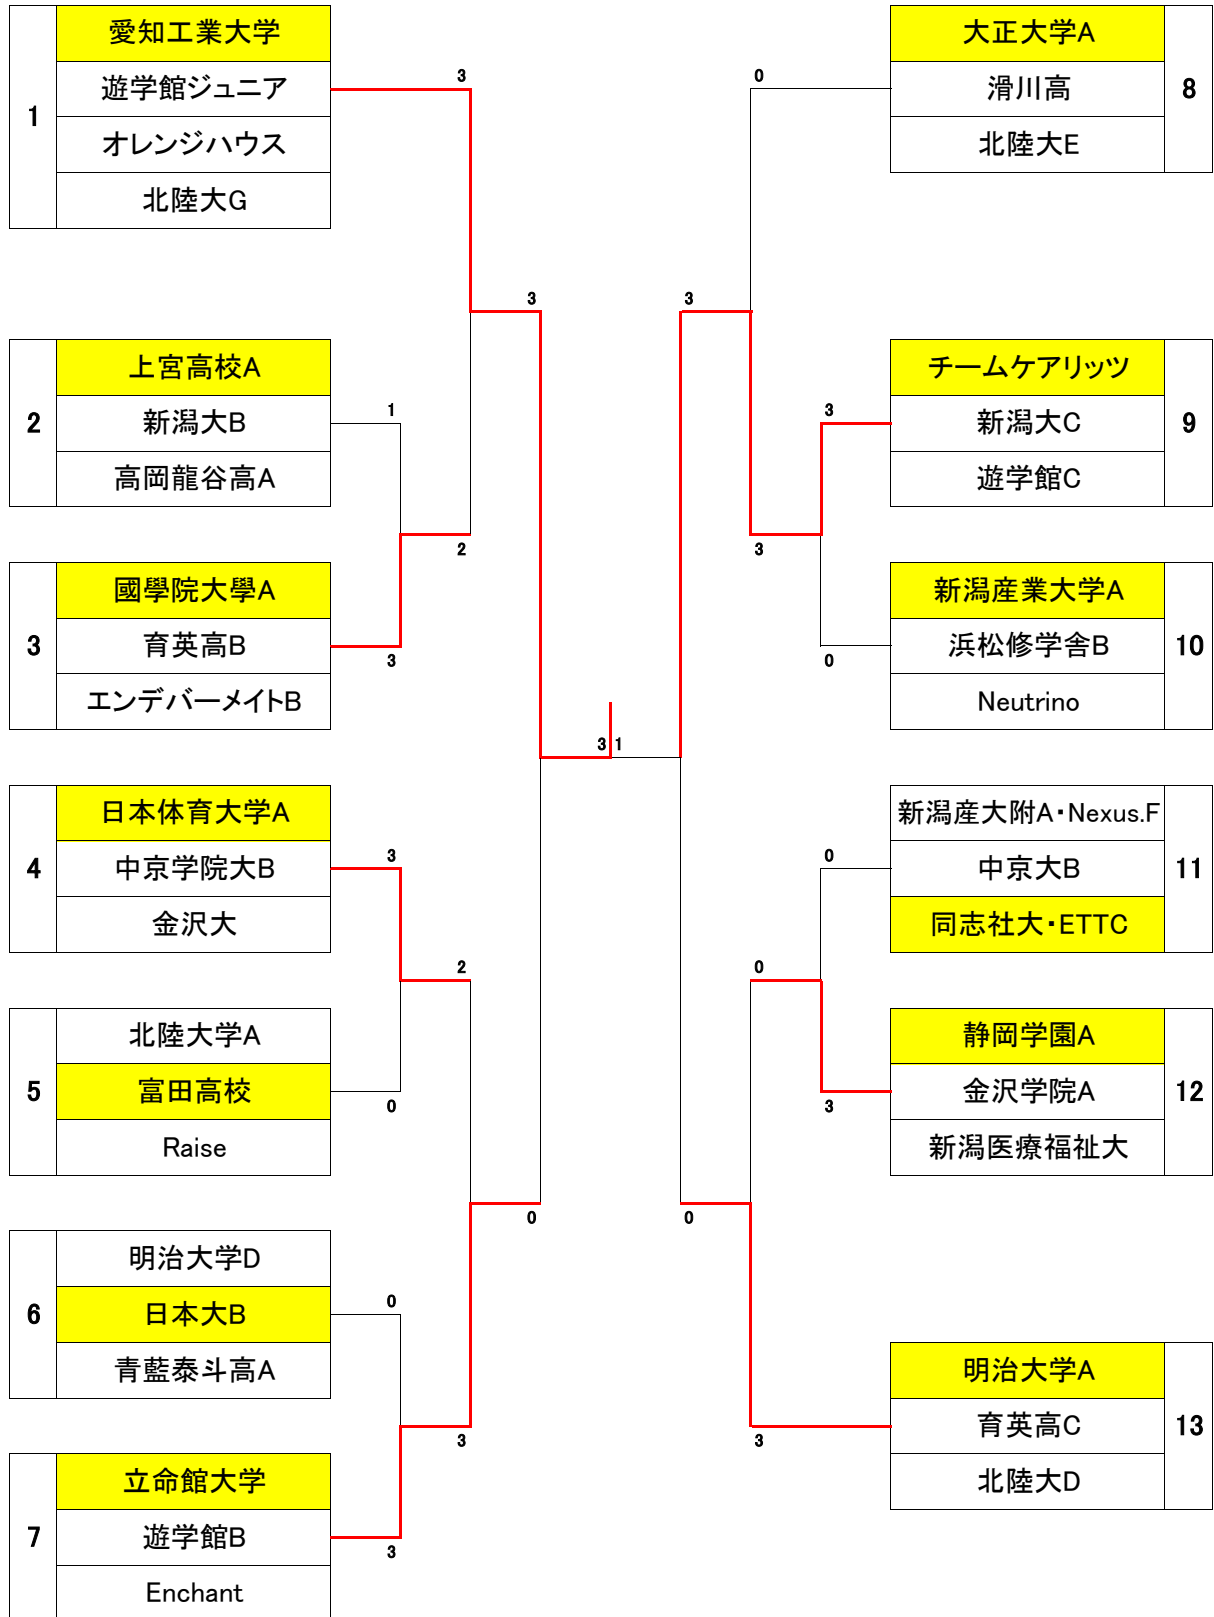 1
愛知工業大学
遊学館ジュニア
オレンジハウス
北陸大G
2
上宮高校A
新潟大B
高岡龍谷高A
3
國學院大學A
育英高B
エンデバーメイトB
4
日本体育大学A
中京学院大B
金沢大
5
北陸大学A
富田高校
Raise
6
明治大学D
日本大B
青藍泰斗高A
7
立命館大学
遊学館B
Enchant
3
3
1
2
3
3
2
0
0
0
3
3
3 1
0
3
3
3
0
0
0
3
0
3
大正大学A
滑川高
北陸大E
8
チームケアリッツ
新潟大C
遊学館C
9
新潟産業大学A
浜松修学舎B
Neutrino
10
新潟産大附A・Nexus.F
中京大B
同志社大・ETTC
11
静岡学園A
金沢学院A
新潟医療福祉大
12
明治大学A
育英高C
北陸大D
13